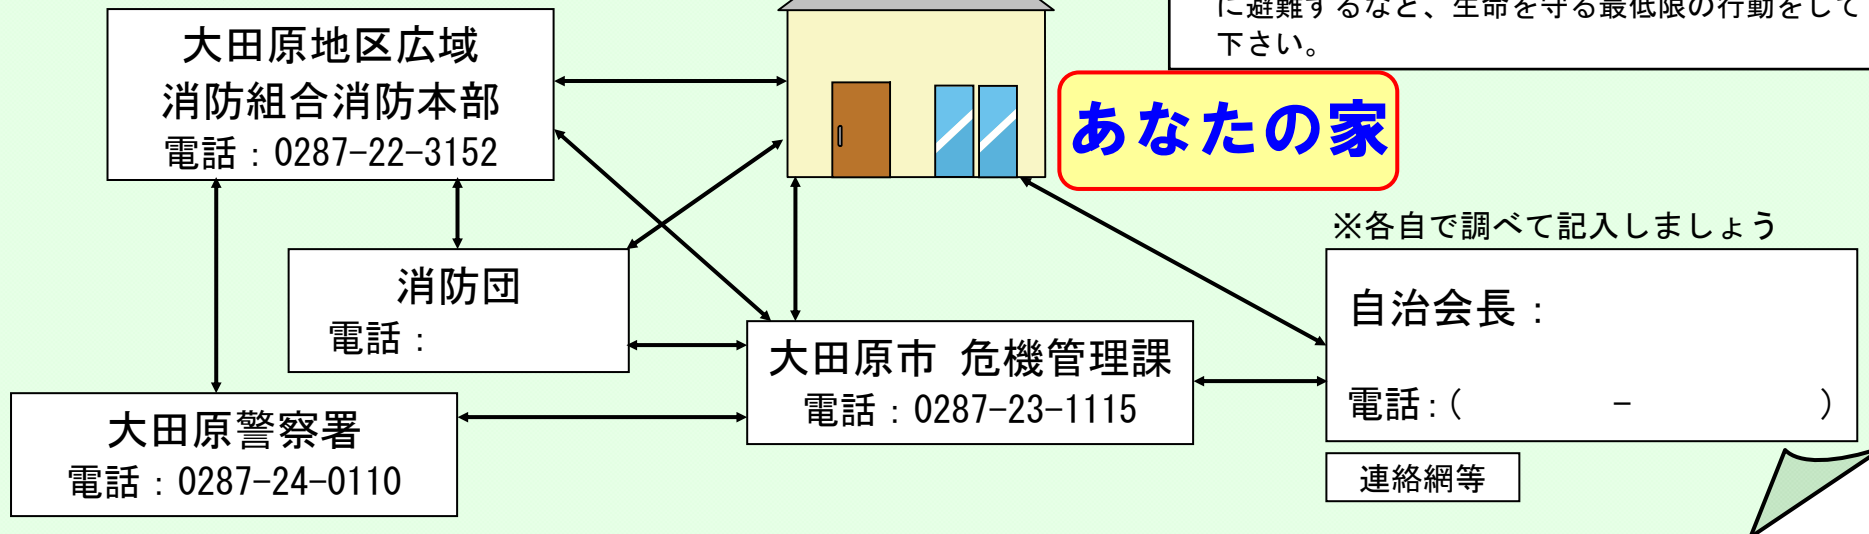 に避難するなど、生命を守る最低限の行動をして
下さい。
大田原地区広域
消防組合消防本部
電話：0287-22-3152
あなたの家
※各自で調べて記入しましょう
消防団
電話：
自治会長：
電話：(　　　　－　　　　　)
大田原市 危機管理課
電話：0287-23-1115
大田原警察署
電話：0287-24-0110
連絡網等